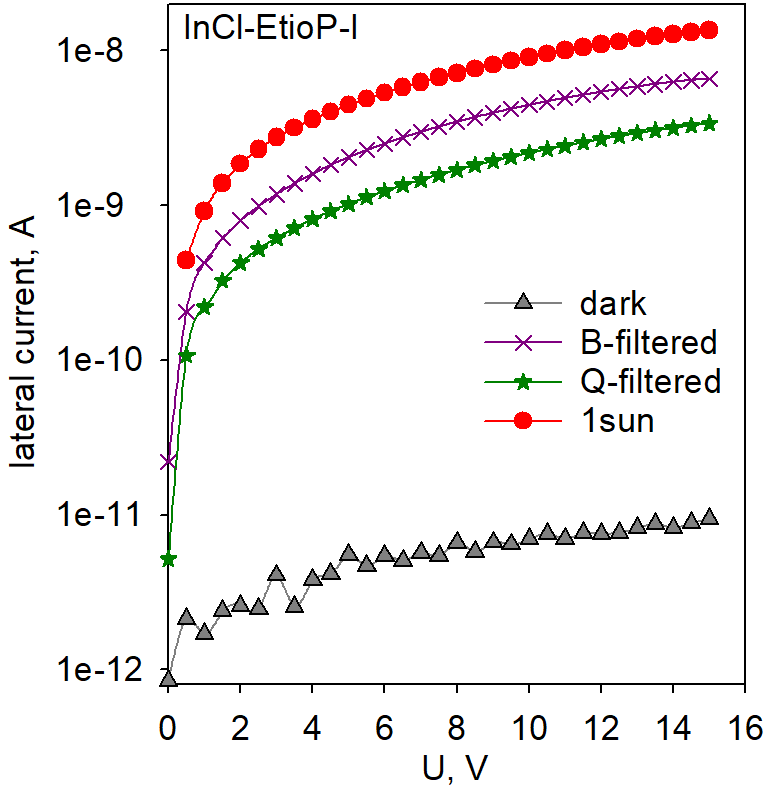 InCl-EtioP-I
1e-8
1e-9
1e-10
1e-11
1e-12
lateral current, A
dark
B-filtered
Q-filtered
1sun
0 2 4 6 8 10 12 14 16
U, V